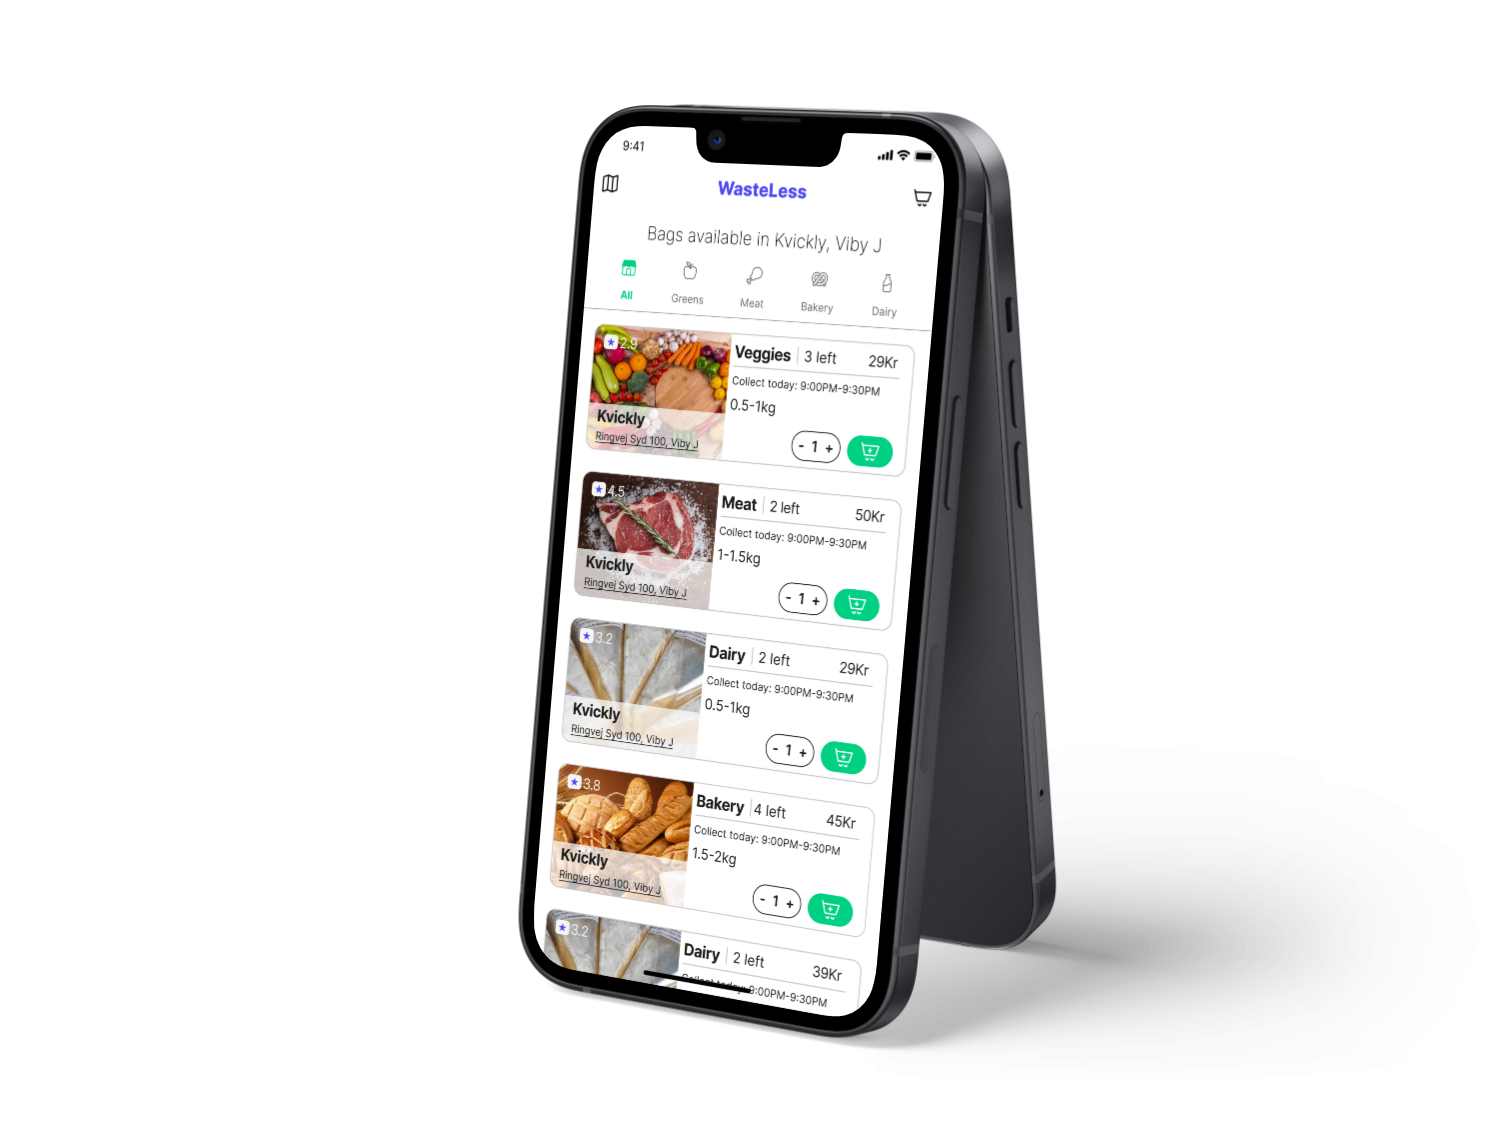 9:41
WasteLess
Bags available in Kvickly, Viby J
All Greens Meat Bakery Dairy
2.9
Veggies | 3 left 29Kr
Collect today: 9:00PM-9:30PM
0.5-1kg
Kvickly
Ringvej Syd 100, Viby J
- 1 +
4.5
Meat | 2 left 50Kr
Collect today: 9:00PM-9:30PM
1-1.5kg
Kvickly
Ringvej Syd 100, Viby J
- 1 +
3.2
Dairy | 2 left 29Kr
Collect today: 9:00PM-9:30PM
0.5-1kg
Kvickly
Ringvej Syd 100, Viby J
- 1 +
3.8
Bakery | 4 left 45Kr
Collect today: 9:00PM-9:30PM
1.5-2kg
Kvickly
Ringvej Syd 100, Viby J
- 1 +
3.2
Dairy | 2 left 39Kr
Collect today: 9:00PM-9:30PM